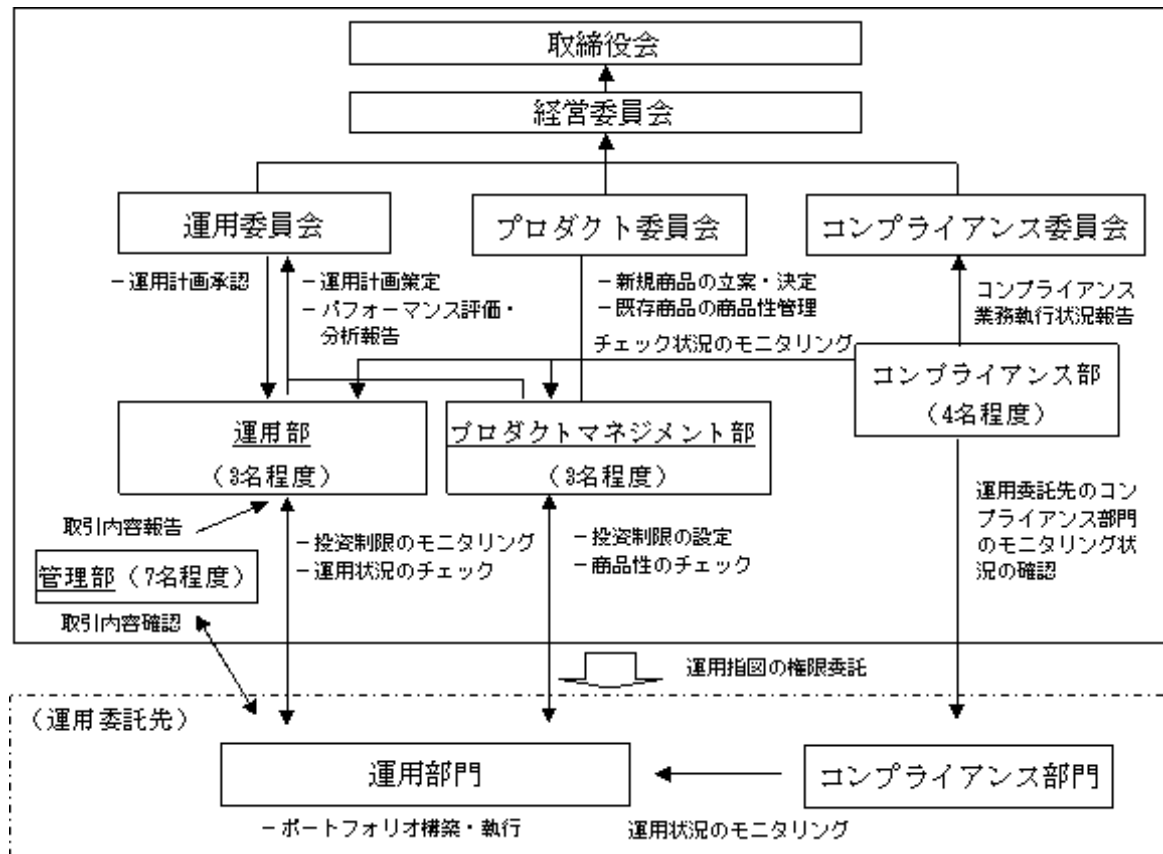 取締役会
経営委員会
運用委員会
プロダクト委員会
コンプライアンス委員会
－運用計画承認
－運用計画策定
－パフォーマンス評価・
分析報告
－新規商品の立案・決定
－既存商品の商品性管理
コンプライアンス
業務執行状況報告
チェック状況のモニタリング
コンプライアンス部
（4名程度）
運用部
（3名程度）
プロダクトマネジメント部
（3名程度）
取引内容報告
管理部（7名程度）
取引内容確認
－投資制限のモニタリング
－運用状況のチェック
－投資制限の設定
－商品性のチェック
運用委託先のコン
プライアンス部門
のモニタリング状
況の確認
運用指図の権限委託
（運用委託先）
運用部門
コンプライアンス部門
－ポートフォリオ構築・執行
運用状況のモニタリング